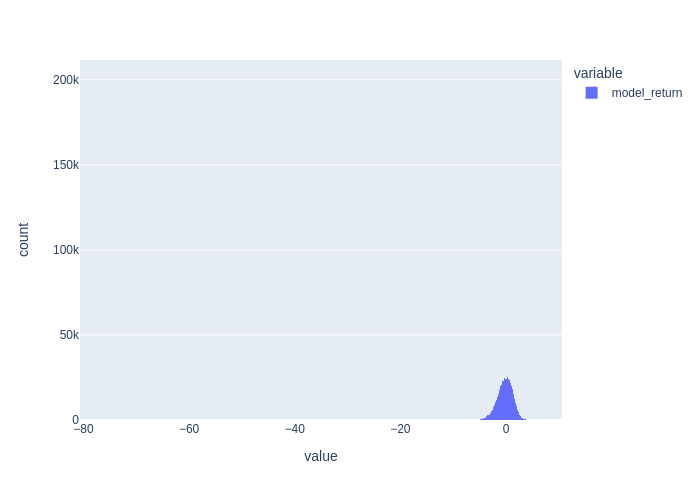 variable
model_return
200k
150k
100k
50k
0
−80
−60
−40
−20
0
count
value